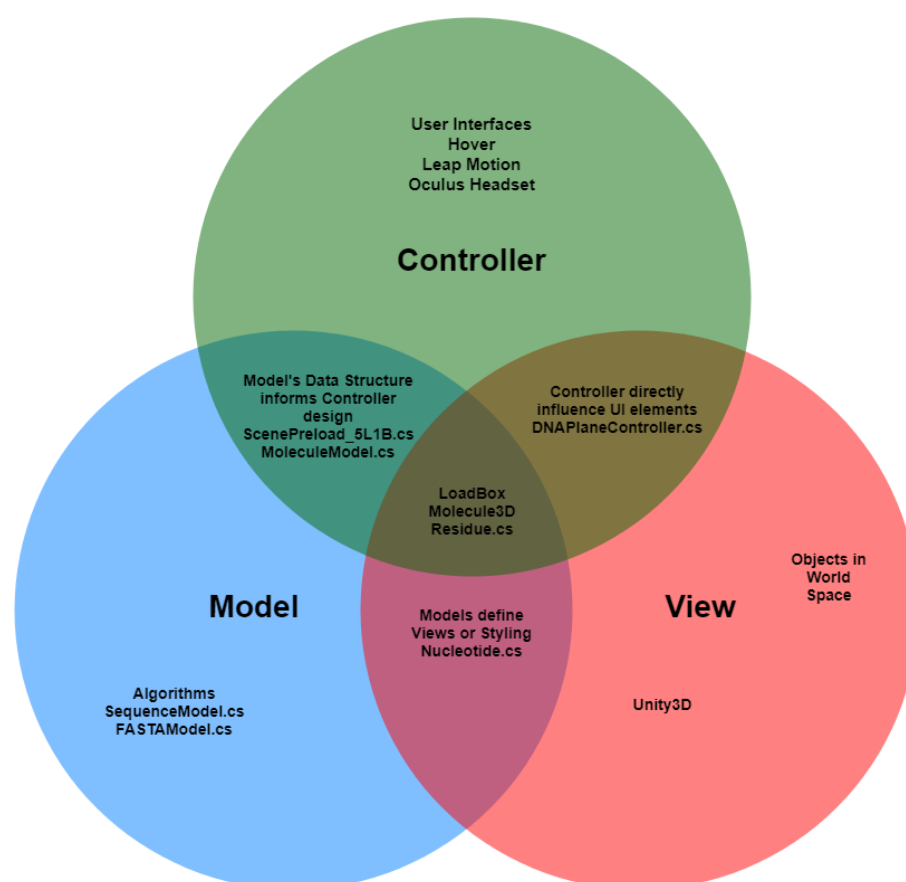 User Interfaces
Hover
Leap Motion
Oculus Headset
Controller
Model's Data Structure
informs Controller
design
ScenePreload_5L1B.cs
MoleculeModel.cs
Controller directly
influence UI elements
DNAPlaneController.cs
LoadBox
Molecule3D
Residue.cs
Model
Models define
Views or Styling
Nucleotide.cs
View
Objects in
World
Space
Algorithms
SequenceModel.cs
FASTAModel.cs
Unity3D